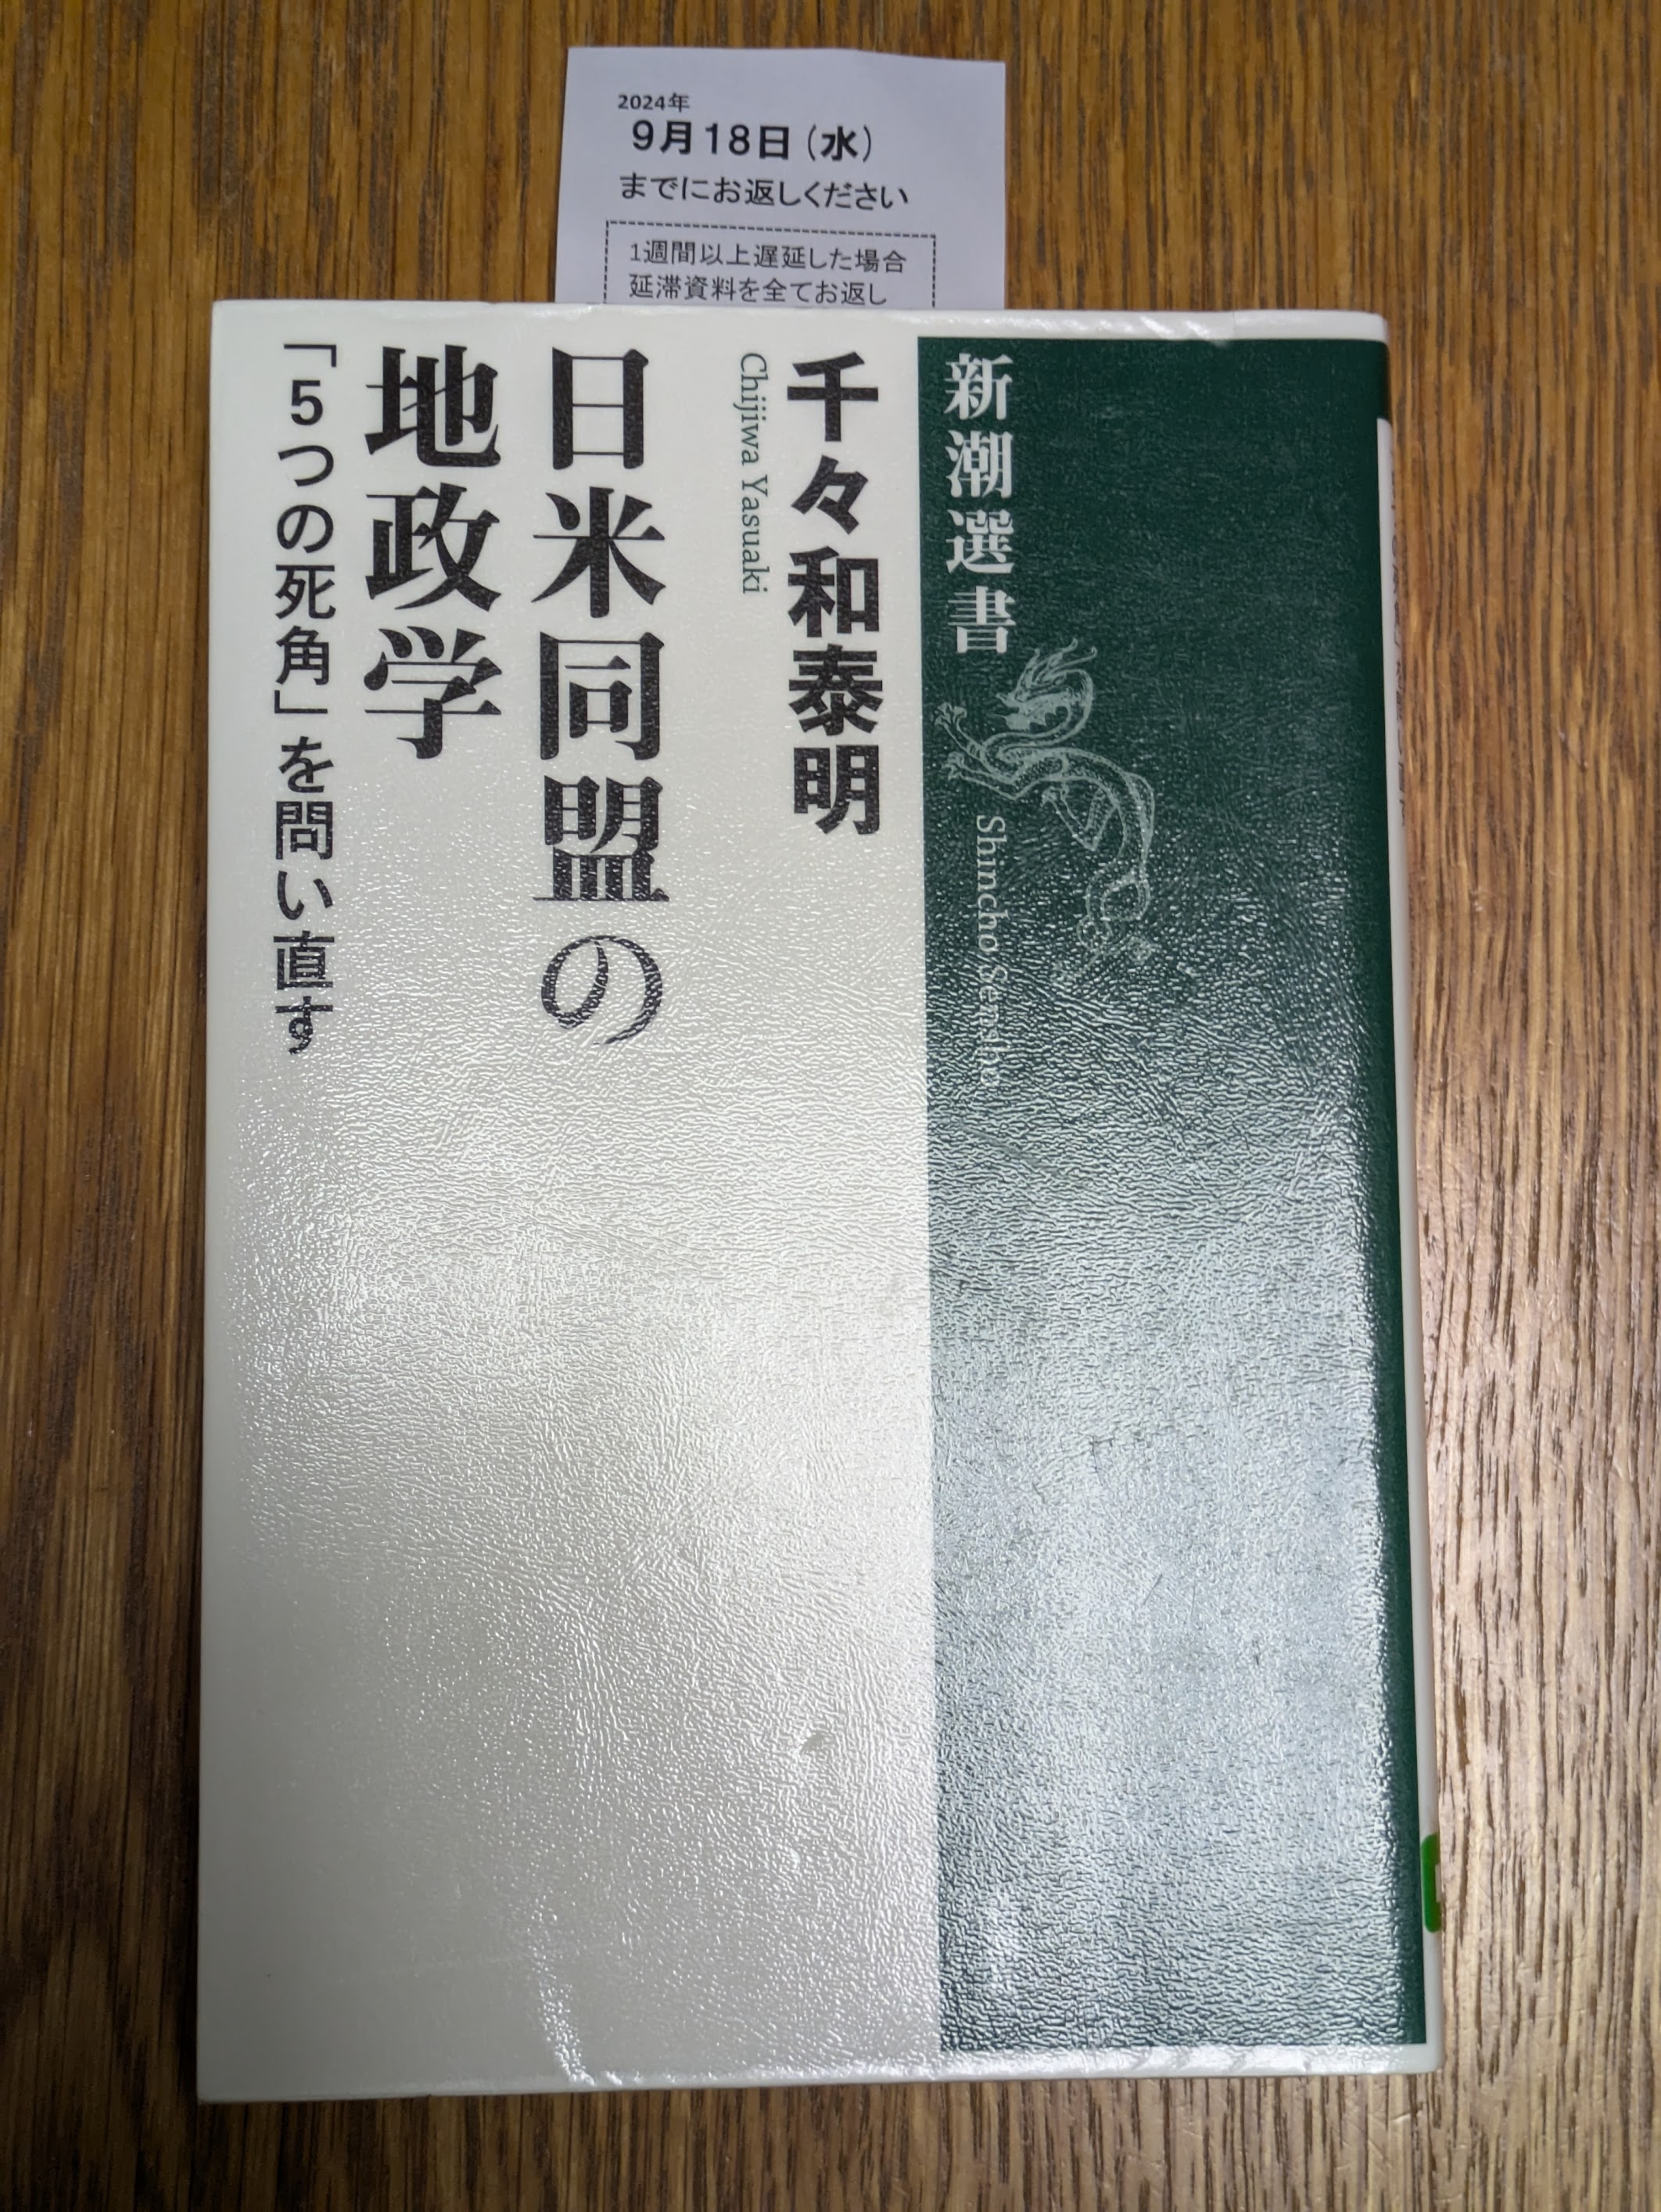 2024年
9月18日(水)
までにお返しください
1週間以上遅延した場合
延滞資料を全てお返し
新潮選書
Shincho Sensho
千々和泰明
Chijiwa Yasuaki
日米同盟の
地政学
「5つの死角」を問い直す